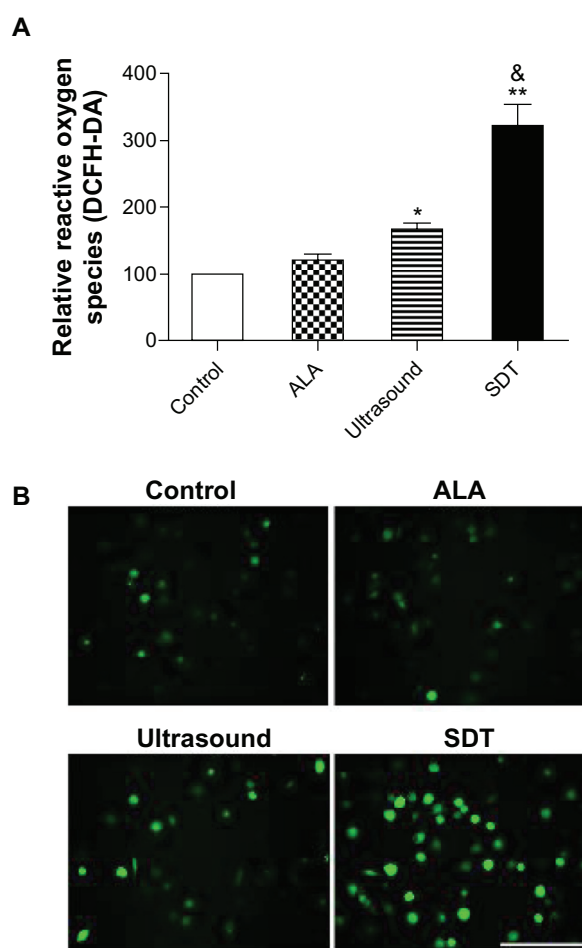 A
Relative reactive oxygen
species (DCFH-DA)
400
300
200
100
0
*
&
**
Control
ALA
Ultrasound
SDT
B
Control
ALA
Ultrasound
SDT